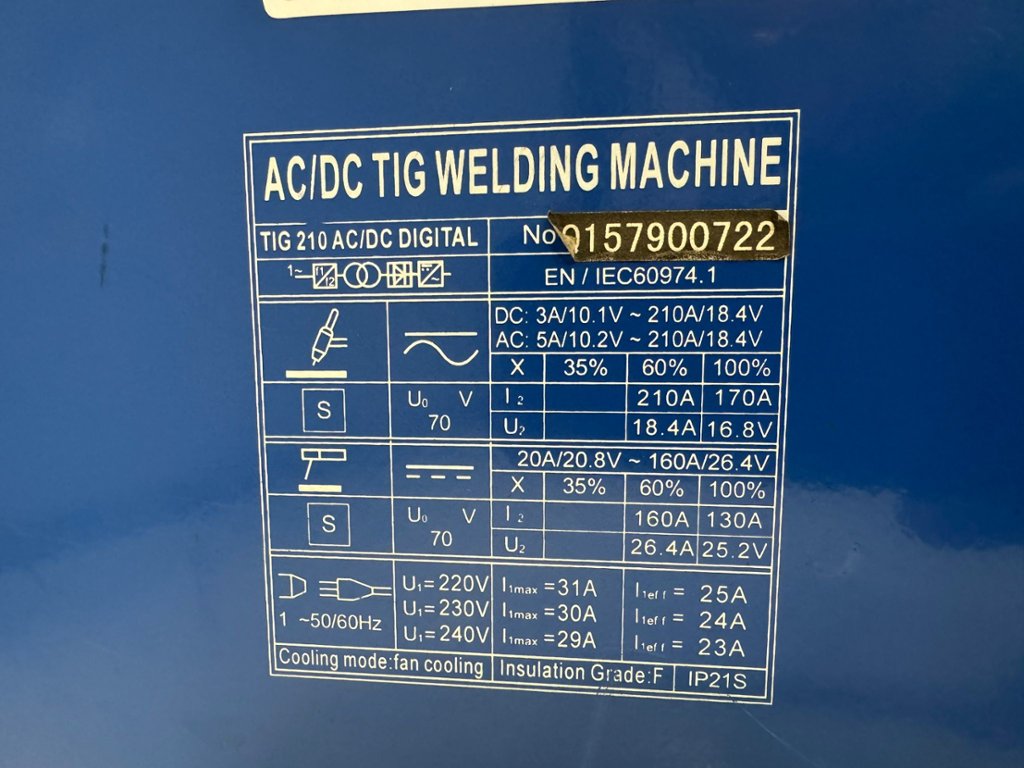 AC/DC TIG WELDING MACHINE
TIG 210 AC/DC DIGITAL
No 0157900722
1~ f1 f2
EN / IEC60974.1
DC: 3A/10.1V ~ 210A/18.4V
AC: 5A/10.2V ~ 210A/18.4V
X 35% 60% 100%
S
U₀ V
70
I₂ 210A 170A
U₂ 18.4A 16.8V
20A/20.8V ~ 160A/26.4V
X 35% 60% 100%
S
U₀ V
70
I₂ 160A 130A
U₂ 26.4A 25.2V
1 ~50/60Hz
U₁=220V I₁max =31A I₁eff = 25A
U₁=230V I₁max =30A I₁eff = 24A
U₁=240V I₁max =29A I₁eff = 23A
Cooling mode:fan cooling Insulation Grade:F IP21S